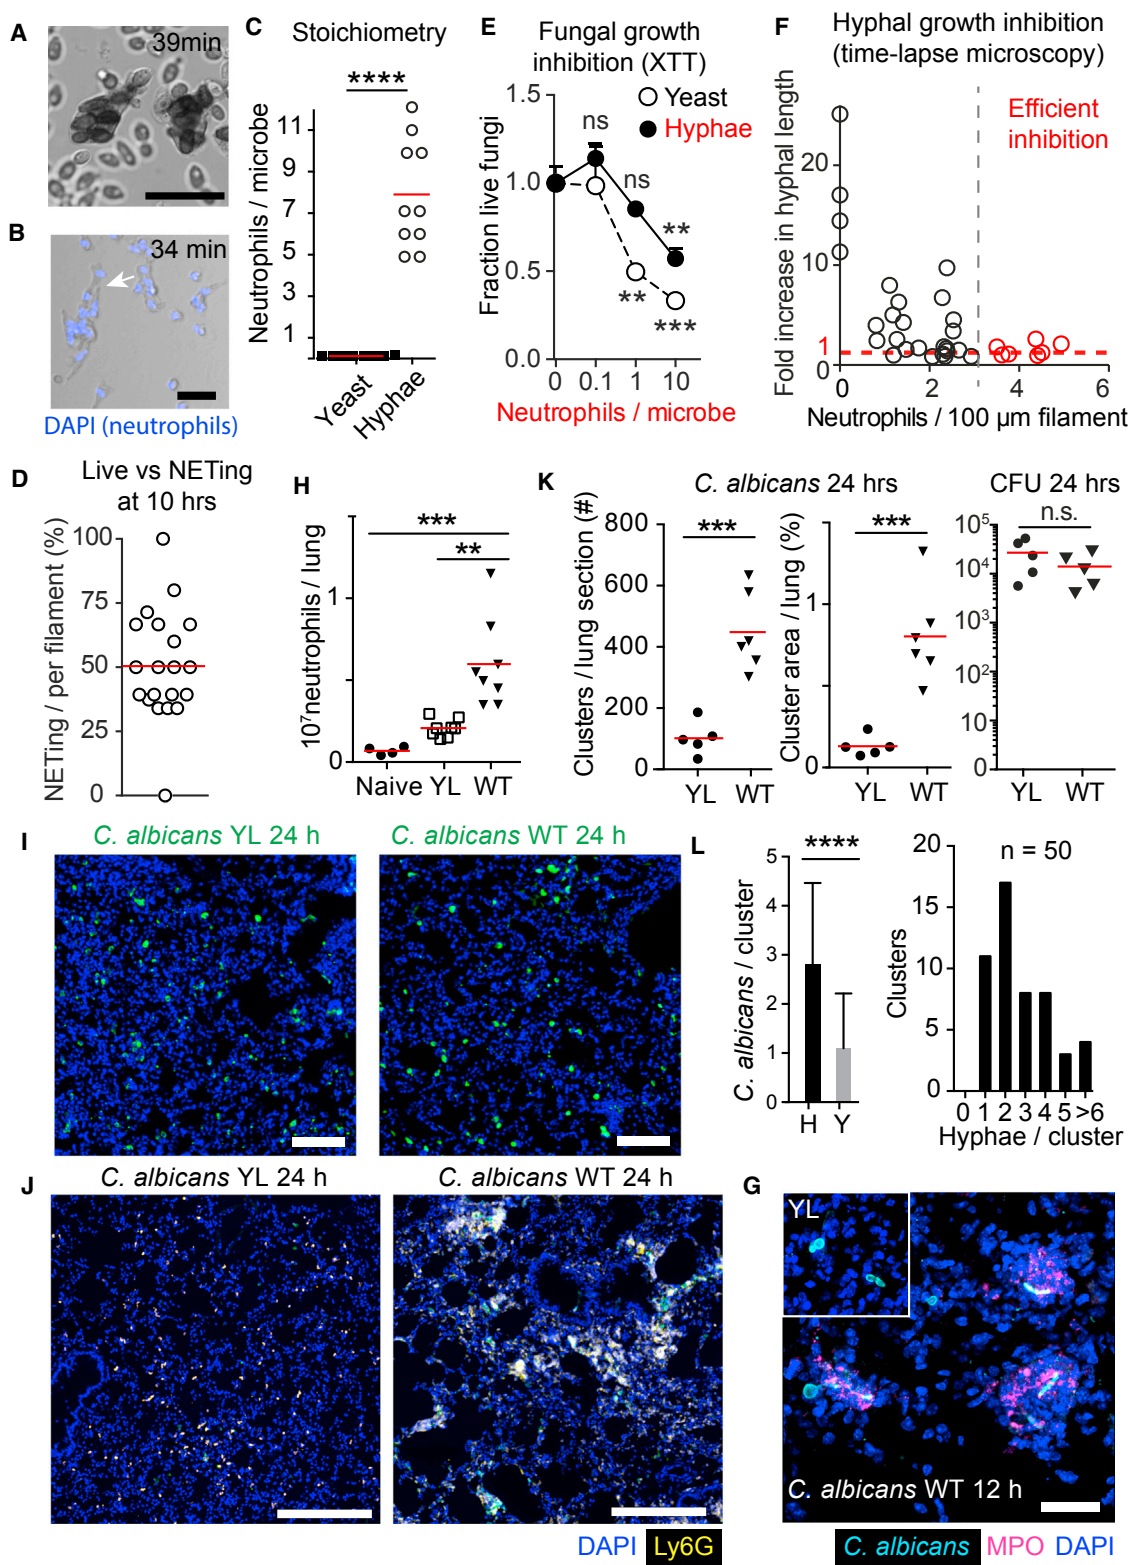 A
39min
B
34 min
DAPI (neutrophils)
C
Stoichiometry
****
Neutrophils / microbe
11
9
7
5
3
1
Yeast
Hyphae
E
Fungal growth
inhibition (XTT)
Yeast
Hyphae
Fraction live fungi
1.5
1.0
0.5
0.0
ns
ns
**
**
***
0
0.1
1
10
Neutrophils / microbe
F
Hyphal growth inhibition
(time-lapse microscopy)
Efficient
inhibition
Fold increase in hyphal length
20
10
1
0
0
2
4
6
Neutrophils / 100 µm filament
D
Live vs NETing
at 10 hrs
NETing / per filament (%)
100
75
50
25
0
H
***
**
10⁷neutrophils / lung
1
0
Naive
YL
WT
K
C. albicans 24 hrs
CFU 24 hrs
Clusters / lung section (#)
800
600
400
200
0
***
YL
WT
Cluster area / lung (%)
1
0
***
YL
WT
n.s.
10⁵
10⁴
10³
10²
10¹
0
YL
WT
I
C. albicans YL 24 h
C. albicans WT 24 h
L
****
C. albicans / cluster
5
4
3
2
1
0
H
Y
n = 50
Clusters
20
15
10
5
0
0
1
2
3
4
5
>6
Hyphae / cluster
J
C. albicans YL 24 h
C. albicans WT 24 h
DAPI
Ly6G
G
YL
C. albicans WT 12 h
C. albicans
MPO
DAPI